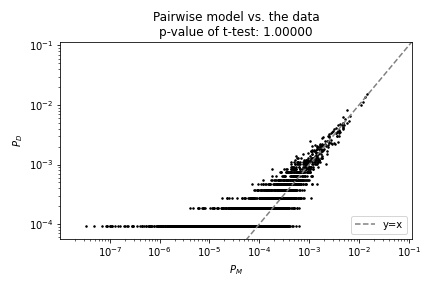 Pairwise model vs. the data
p-value of t-test: 1.00000
10⁻¹
10⁻²
10⁻³
10⁻⁴
P_D
y=x
10⁻⁷ 10⁻⁶ 10⁻⁵ 10⁻⁴ 10⁻³ 10⁻² 10⁻¹
P_M